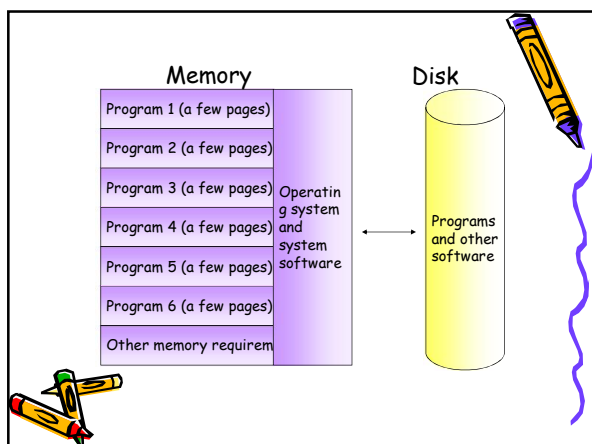 Memory
Disk
Program 1 (a few pages)
Program 2 (a few pages)
Program 3 (a few pages)
Program 4 (a few pages)
Program 5 (a few pages)
Program 6 (a few pages)
Other memory requirem
Operatin
g system
and
system
software
Programs
and other
software